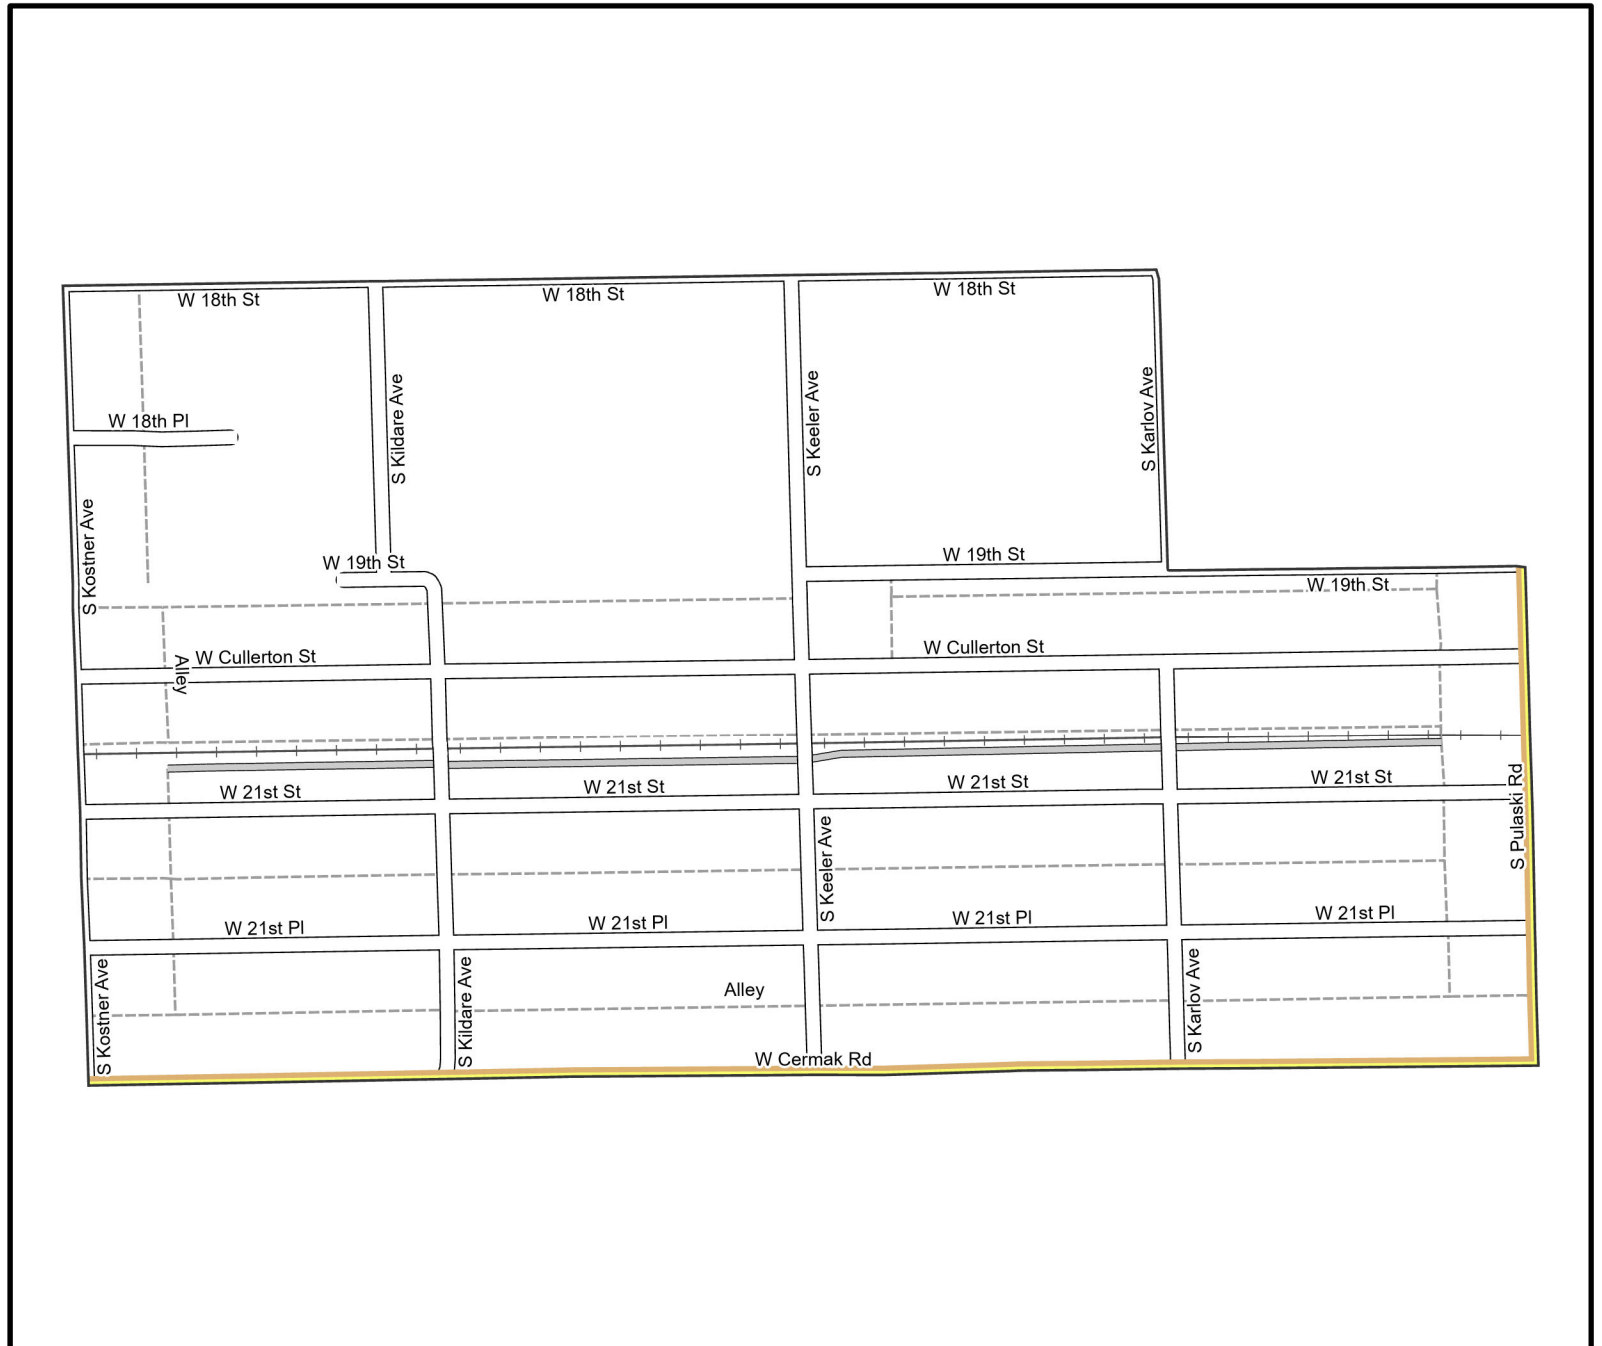 W 18th St
W 18th St
W 18th St
S Kildare Ave
S Keeler Ave
S Karlov Ave
W 18th Pl
S Kostner Ave
W 19th St
W 19th St
W 19th St
W Cullerton St
W Cullerton St
Alley
W 21st St
W 21st St
W 21st St
W 21st St
S Pulaski Rd
S Keeler Ave
W 21st Pl
W 21st Pl
W 21st Pl
W 21st Pl
S Kostner Ave
S Kildare Ave
Alley
S Karlov Ave
W Cermak Rd